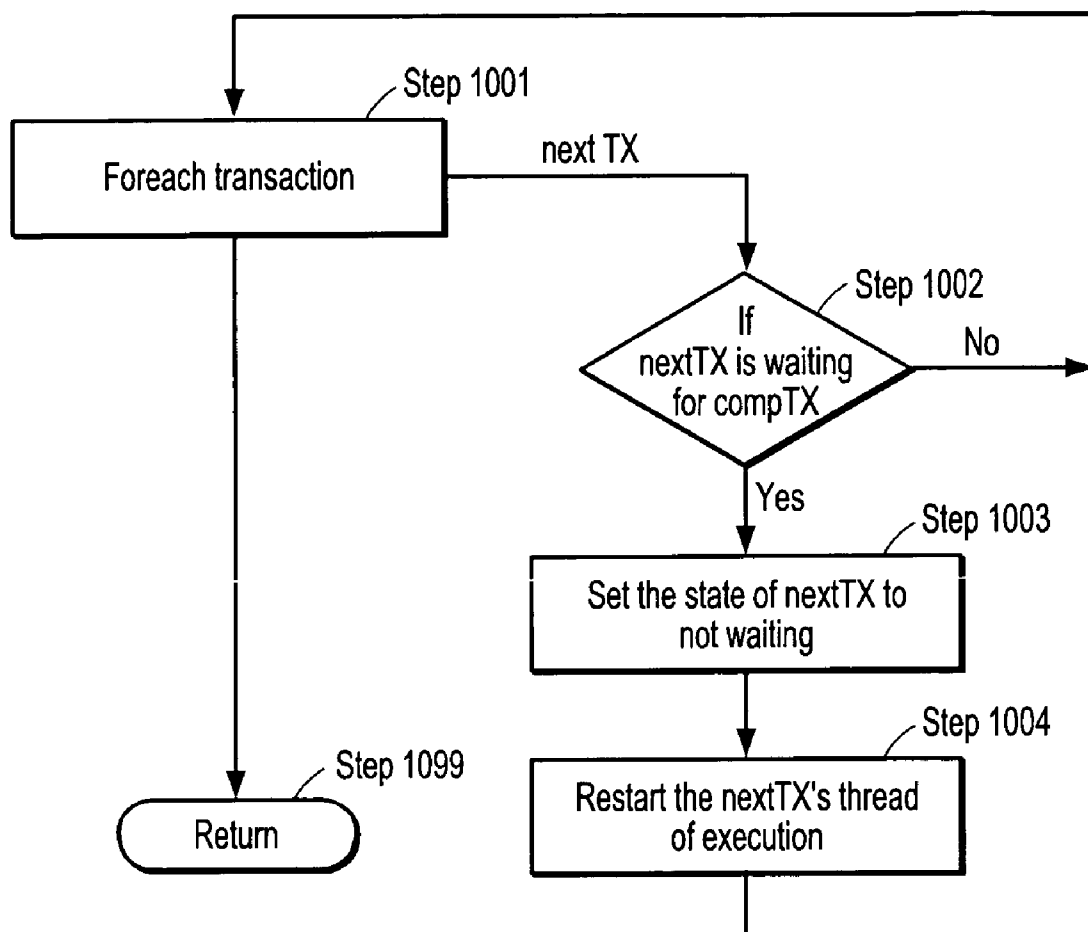 Step 1001
Foreach transaction
next TX
Step 1002
If
nextTX is waiting
for compTX
No
Yes
Step 1003
Set the state of nextTX to
not waiting
Step 1004
Restart the nextTX's thread
of execution
Step 1099
Return